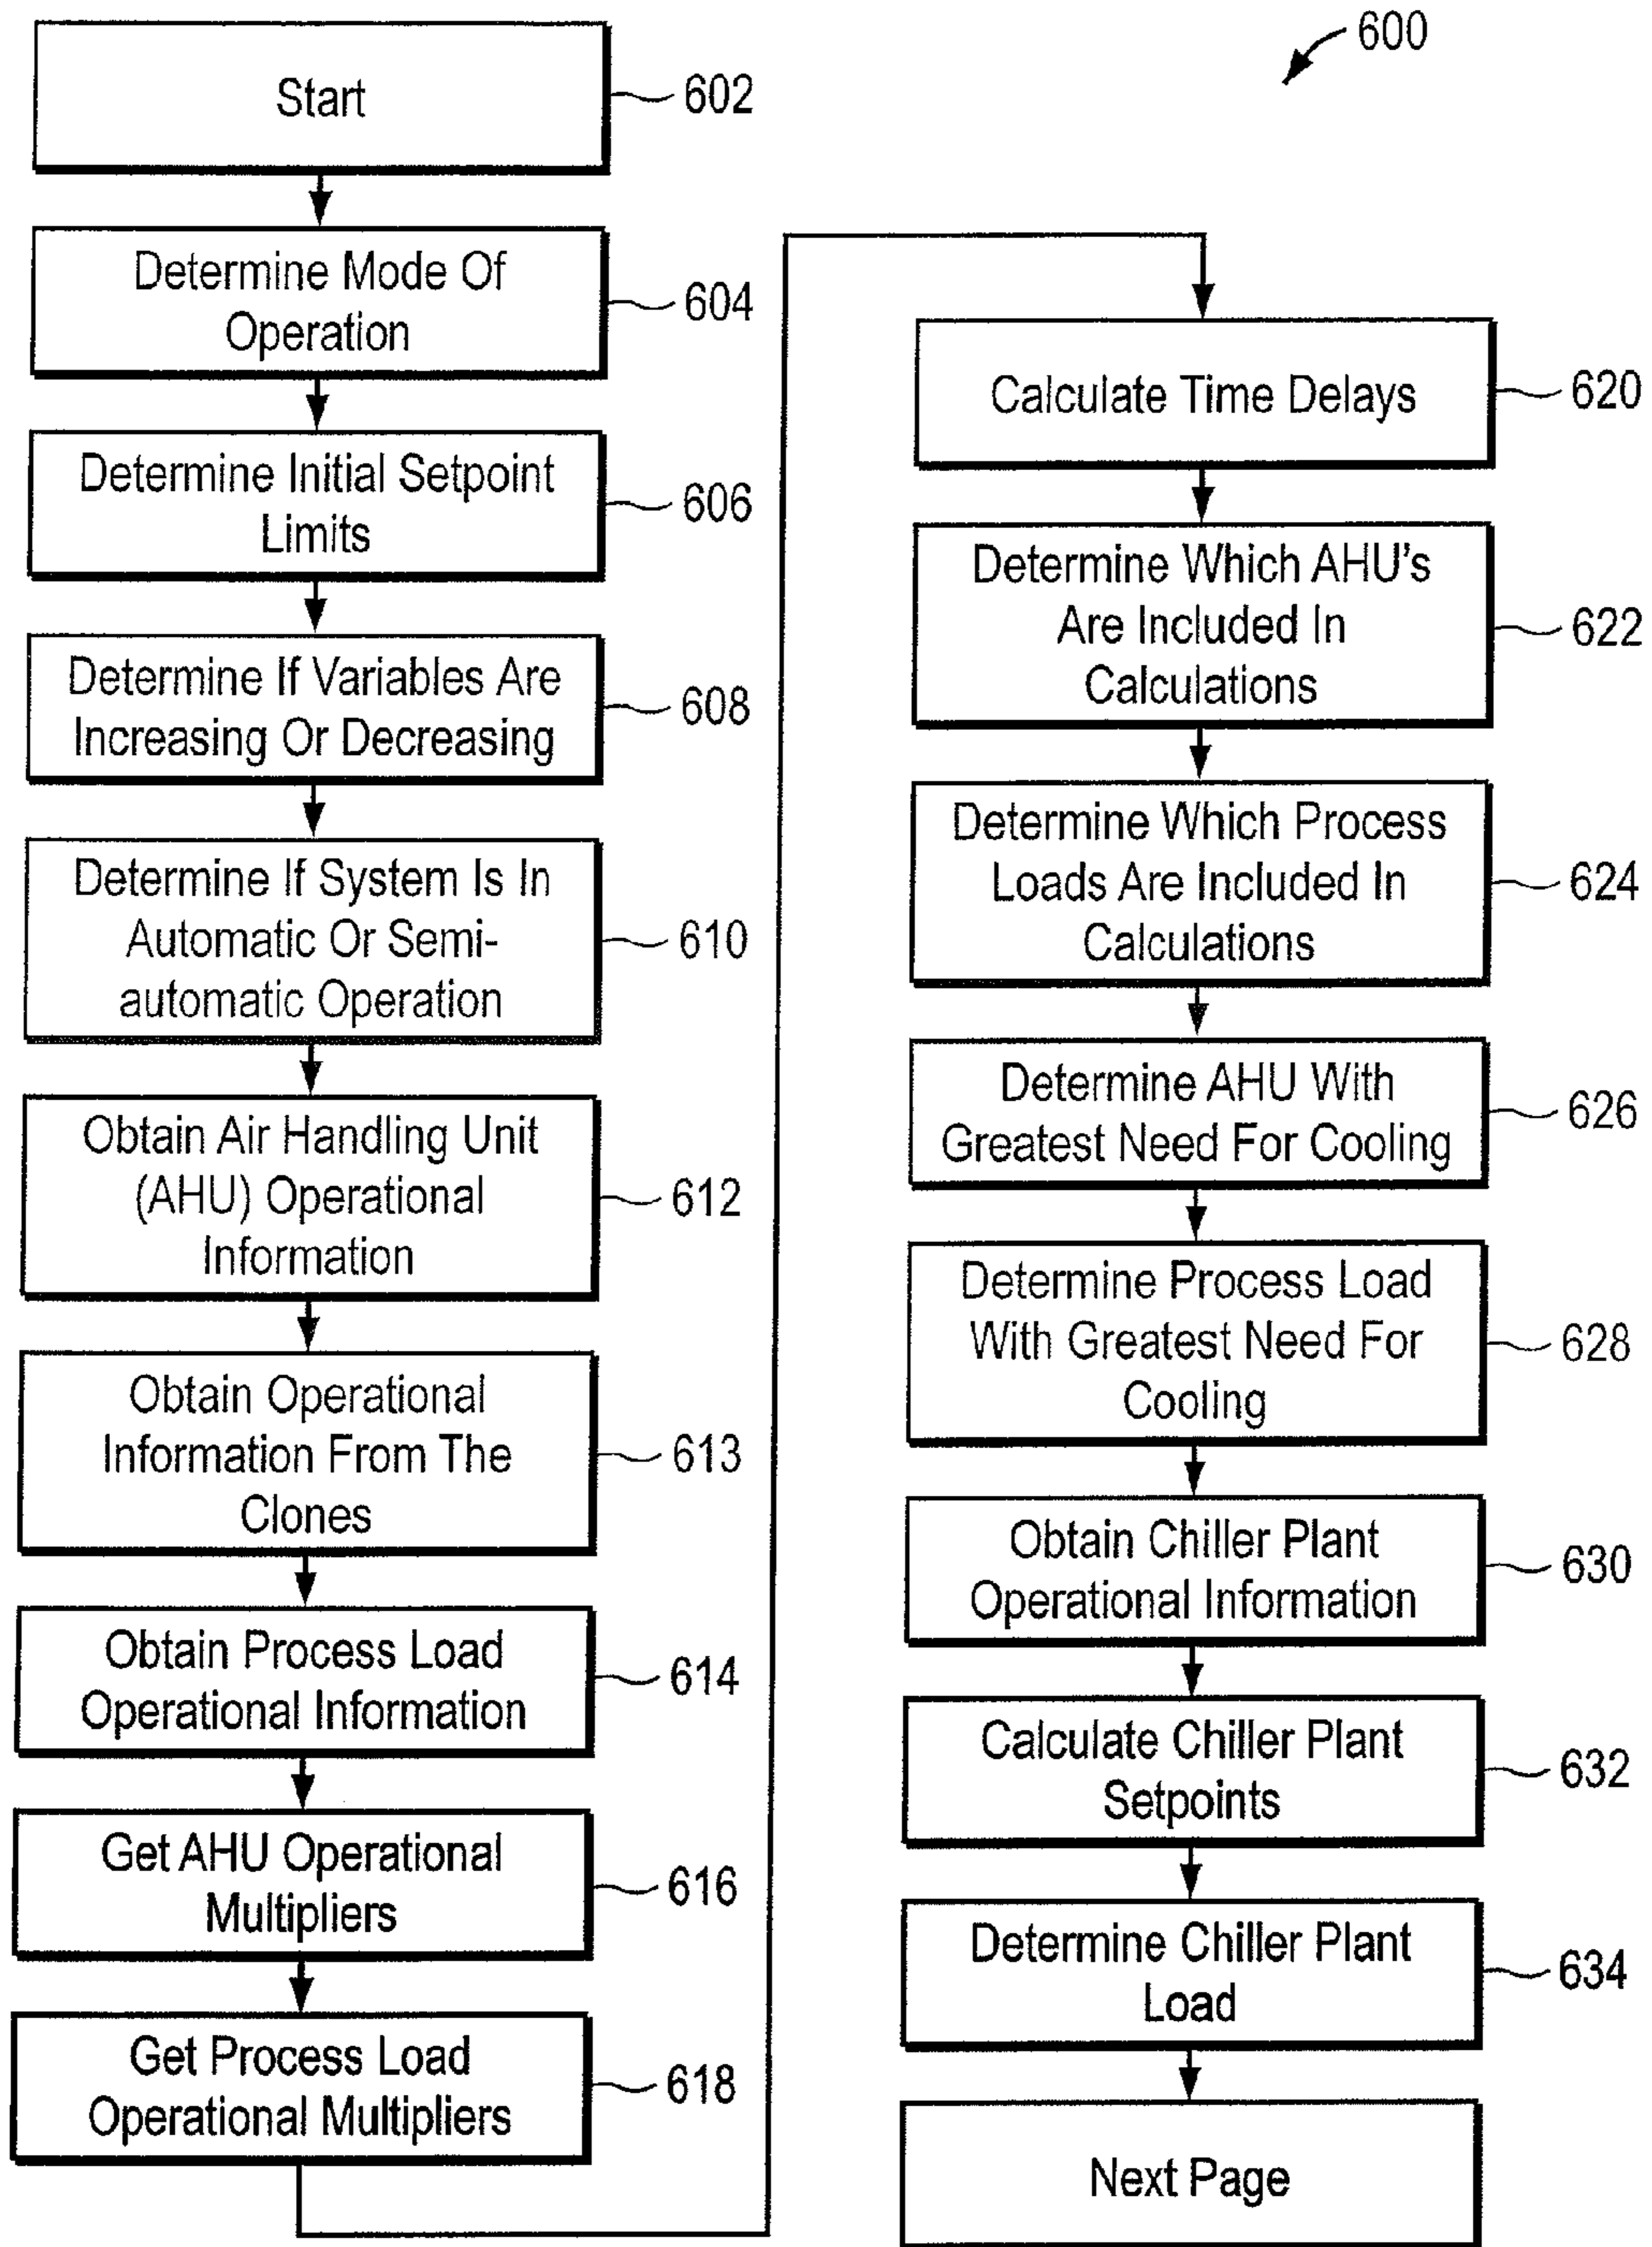 600
Start
602
Determine Mode Of
Operation
604
Determine Initial Setpoint
Limits
606
Determine If Variables Are
Increasing Or Decreasing
608
Determine If System Is In
Automatic Or Semi-
automatic Operation
610
Obtain Air Handling Unit
(AHU) Operational
Information
612
Obtain Operational
Information From The
Clones
613
Obtain Process Load
Operational Information
614
Get AHU Operational
Multipliers
616
Get Process Load
Operational Multipliers
618
Calculate Time Delays
620
Determine Which AHU's
Are Included In
Calculations
622
Determine Which Process
Loads Are Included In
Calculations
624
Determine AHU With
Greatest Need For Cooling
626
Determine Process Load
With Greatest Need For
Cooling
628
Obtain Chiller Plant
Operational Information
630
Calculate Chiller Plant
Setpoints
632
Determine Chiller Plant
Load
634
Next Page